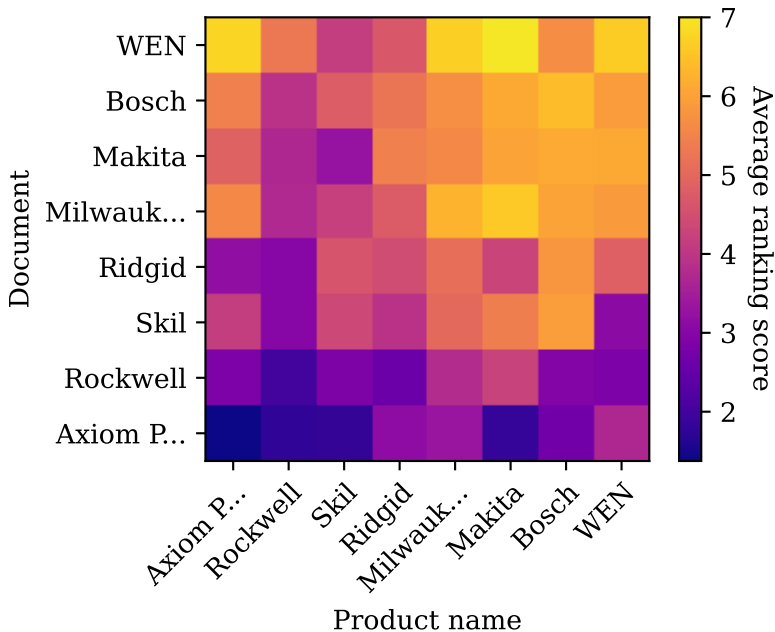 WEN
Bosch
Makita
Milwauk...
Ridgid
Skil
Rockwell
Axiom P...
Document
Axiom P...
Rockwell
Skil
Ridgid
Milwauk...
Makita
Bosch
WEN
Product name
7
6
5
4
3
2
Average ranking score